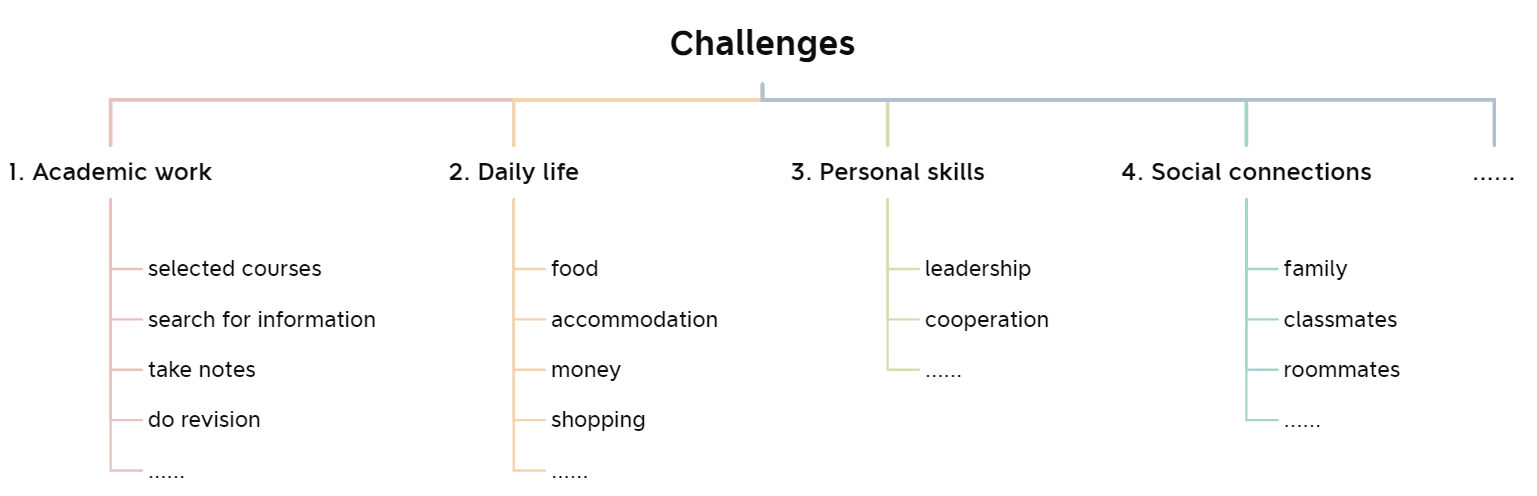 Challenges
1. Academic work
2. Daily life
3. Personal skills
4. Social connections
......
selected courses
search for information
take notes
do revision
......
food
accommodation
money
shopping
......
leadership
cooperation
......
family
classmates
roommates
......